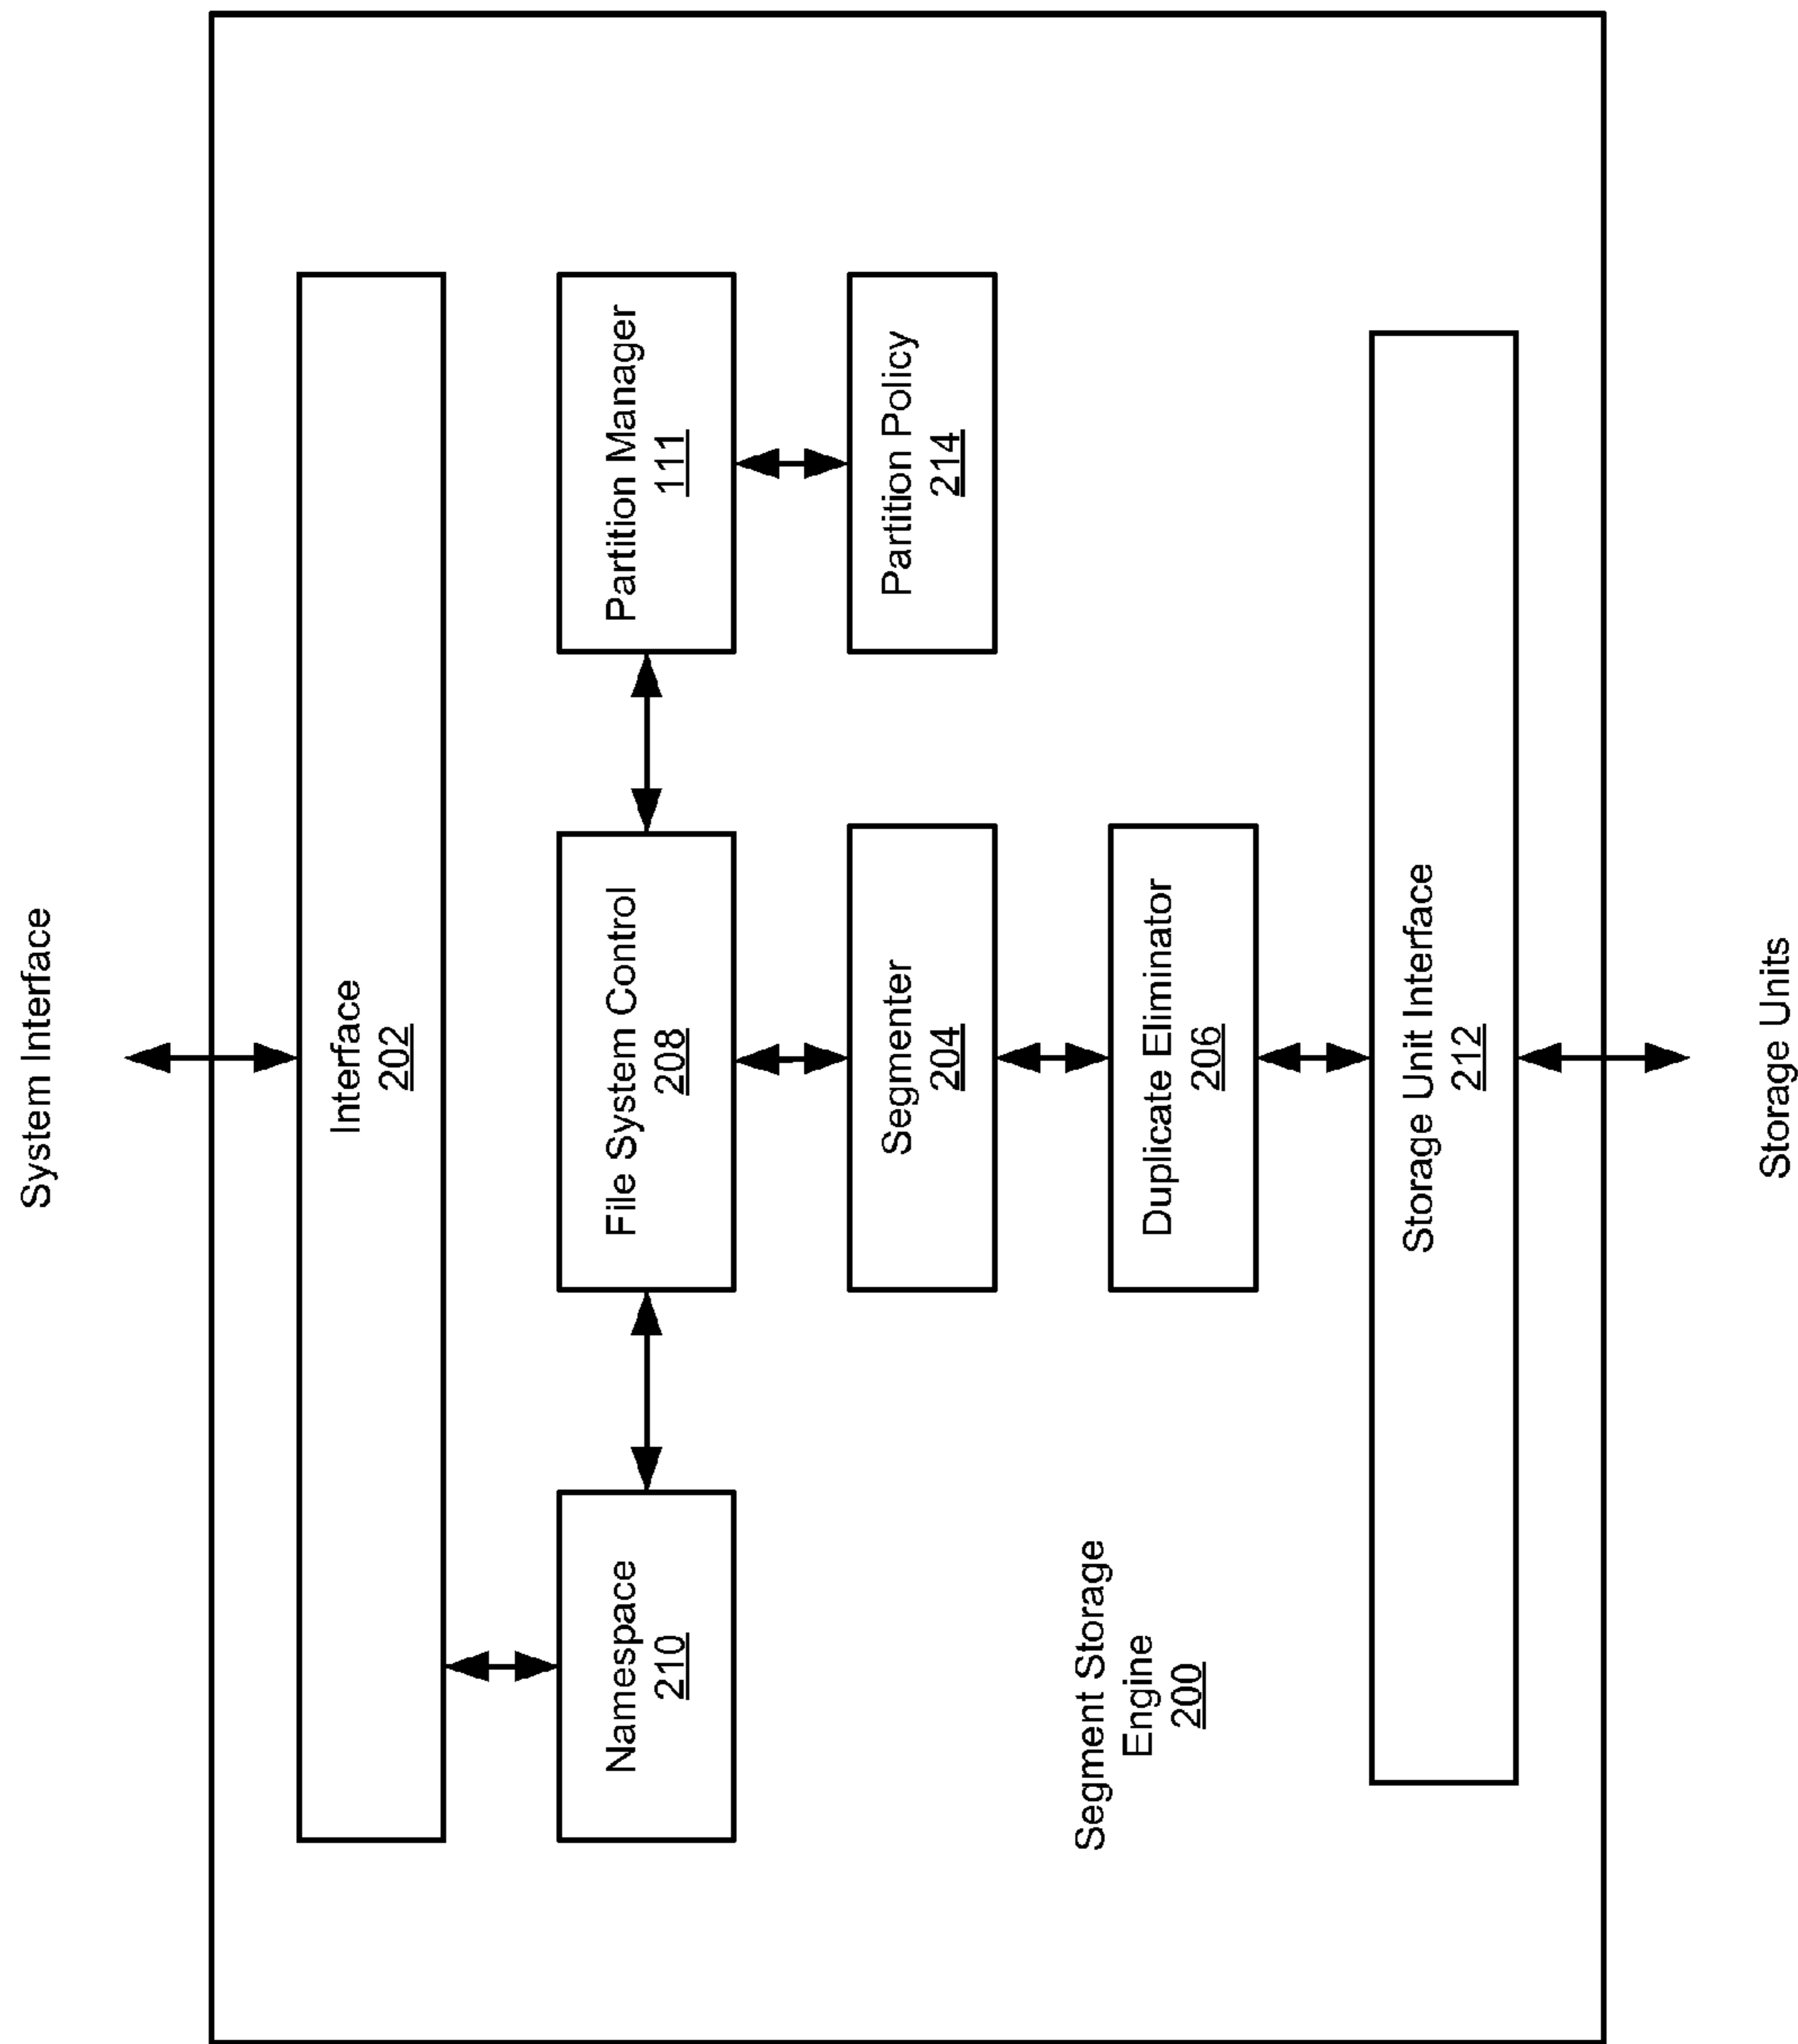 System Interface
Interface
202
Namespace
210
File System Control
208
Partition Manager
111
Segmenter
204
Partition Policy
214
Segment Storage
Engine
200
Duplicate Eliminator
206
Storage Unit Interface
212
Storage Units